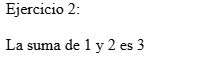 Ejercicio 2:
La suma de 1 y 2 es 3